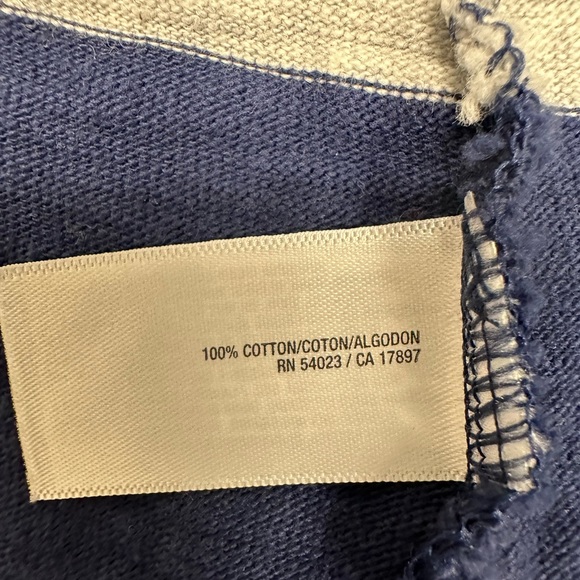 100% COTTON/COTON/ALGODON
RN 54023 / CA 17897